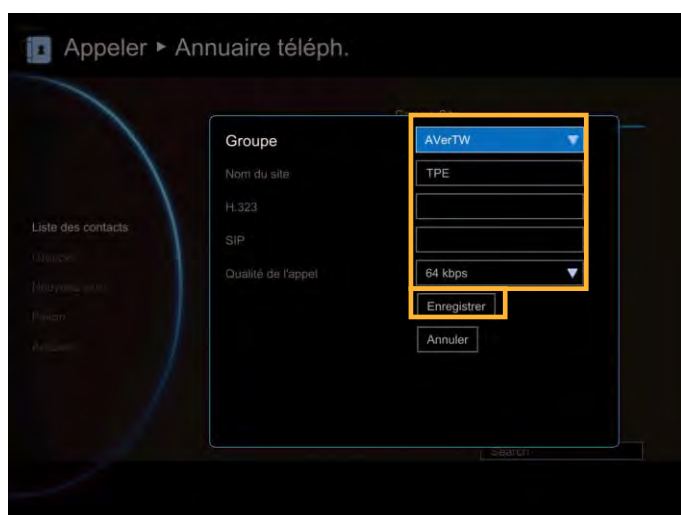 Appeler ▸ Annuaire téléph.
Groupe AVerTW
Nom du site TPE
H.323
SIP
Qualité de l'appel 64 kbps
Enregistrer
Annuler
Liste des contacts
Search